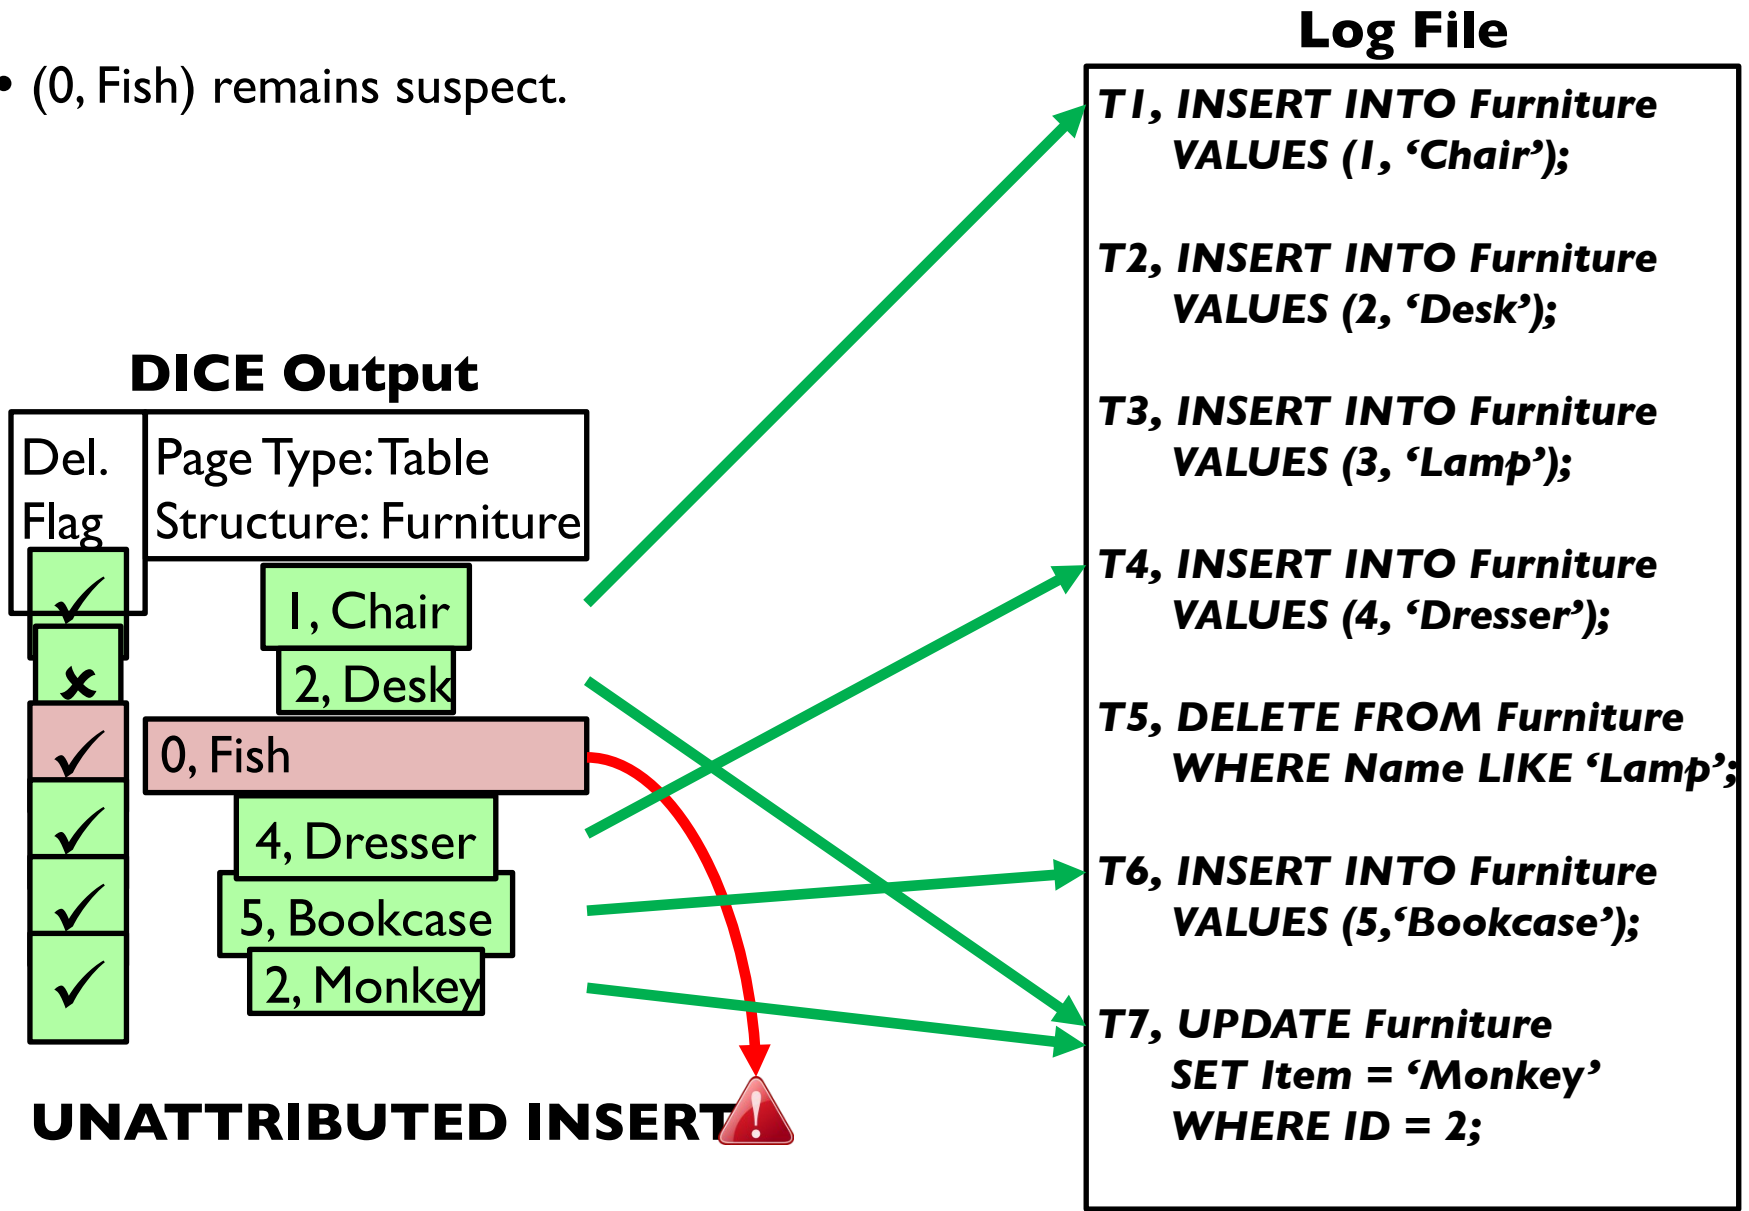 • (0, Fish) remains suspect.
DICE Output
Del.
Flag
Page Type: Table
Structure: Furniture
✓
1, Chair
✗
2, Desk
✓
0, Fish
✓
4, Dresser
✓
5, Bookcase
✓
2, Monkey
UNATTRIBUTED INSERT
!
Log File
T1, INSERT INTO Furniture
VALUES (1, ‘Chair’);
T2, INSERT INTO Furniture
VALUES (2, ‘Desk’);
T3, INSERT INTO Furniture
VALUES (3, ‘Lamp’);
T4, INSERT INTO Furniture
VALUES (4, ‘Dresser’);
T5, DELETE FROM Furniture
WHERE Name LIKE ‘Lamp’;
T6, INSERT INTO Furniture
VALUES (5,‘Bookcase’);
T7, UPDATE Furniture
SET Item = ‘Monkey’
WHERE ID = 2;